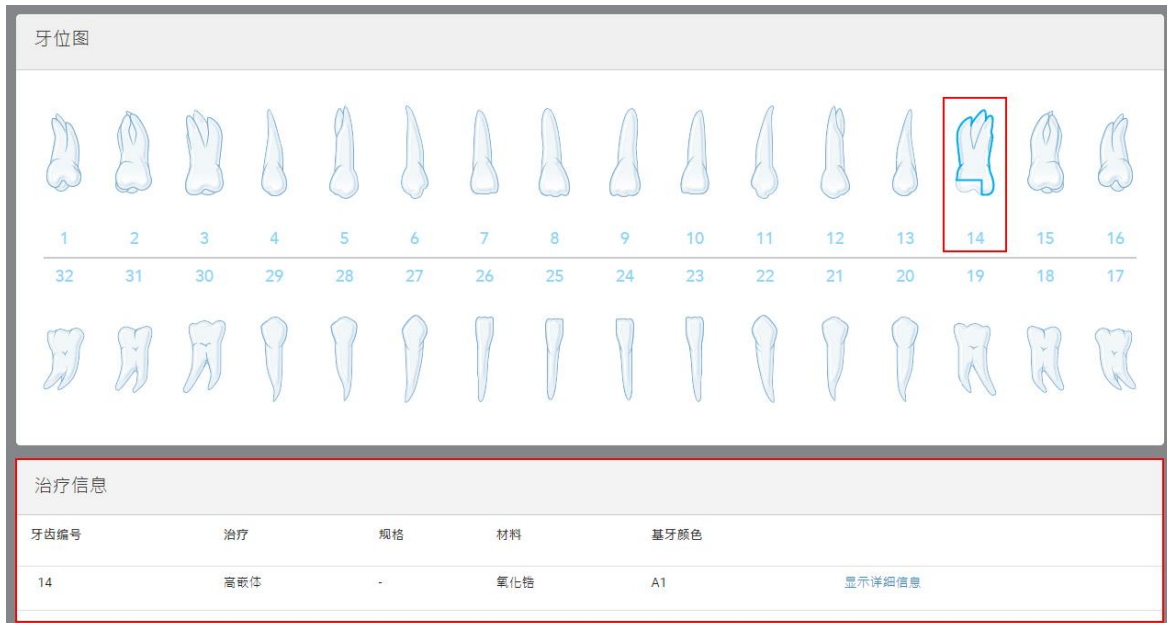 牙位图
1 2 3 4 5 6 7 8 9 10 11 12 13 14 15 16
32 31 30 29 28 27 26 25 24 23 22 21 20 19 18 17
治疗信息
牙齿编号 治疗 规格 材料 基牙颜色
14 高嵌体 - 氧化锆 A1 显示详细信息